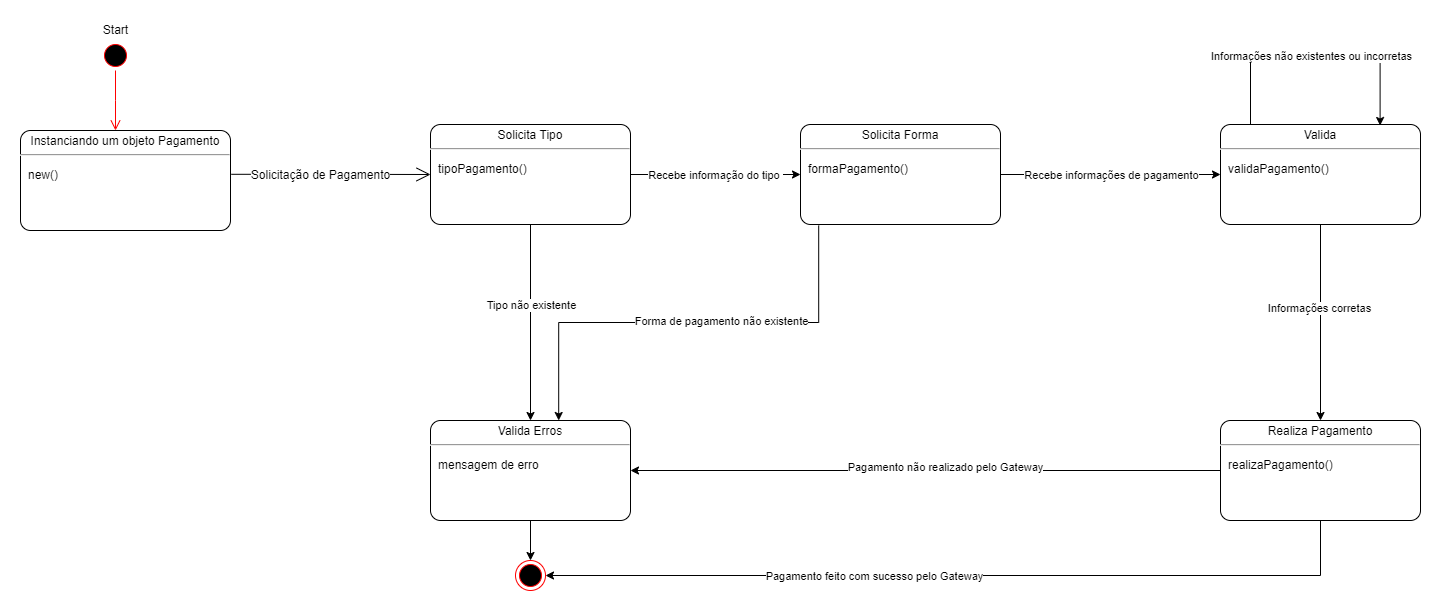 Start
Informações não existentes ou incorretas
Instanciando um objeto Pagamento
new()
Solicitação de Pagamento
Solicita Tipo
tipoPagamento()
Recebe informação do tipo
Solicita Forma
formaPagamento()
Recebe informações de pagamento
Valida
validaPagamento()
Tipo não existente
Forma de pagamento não existente
Informações corretas
Valida Erros
mensagem de erro
Pagamento não realizado pelo Gateway
Realiza Pagamento
realizaPagamento()
Pagamento feito com sucesso pelo Gateway